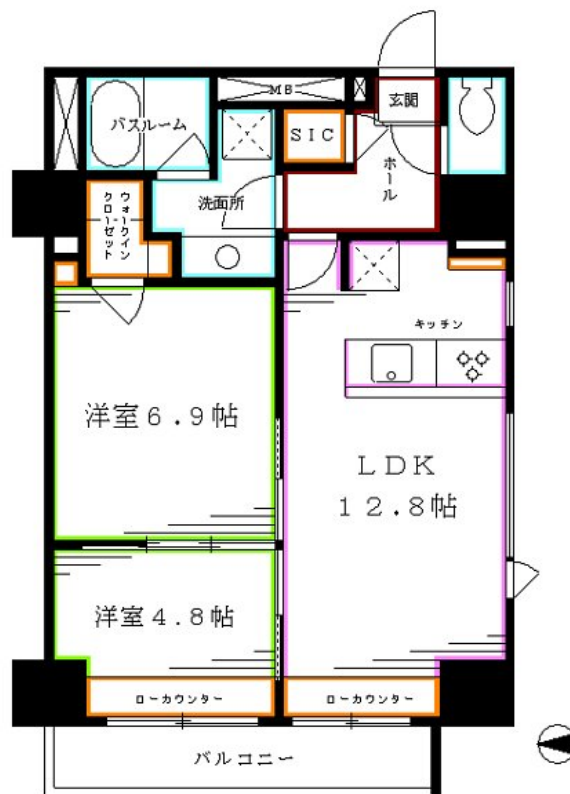 MB
玄関
バスルーム
SIC
ホール
洗面所
ウォークイン
クローゼット
キッチン
洋室6.9帖
LDK
12.8帖
洋室4.8帖
ローカウンター
ローカウンター
バルコニー